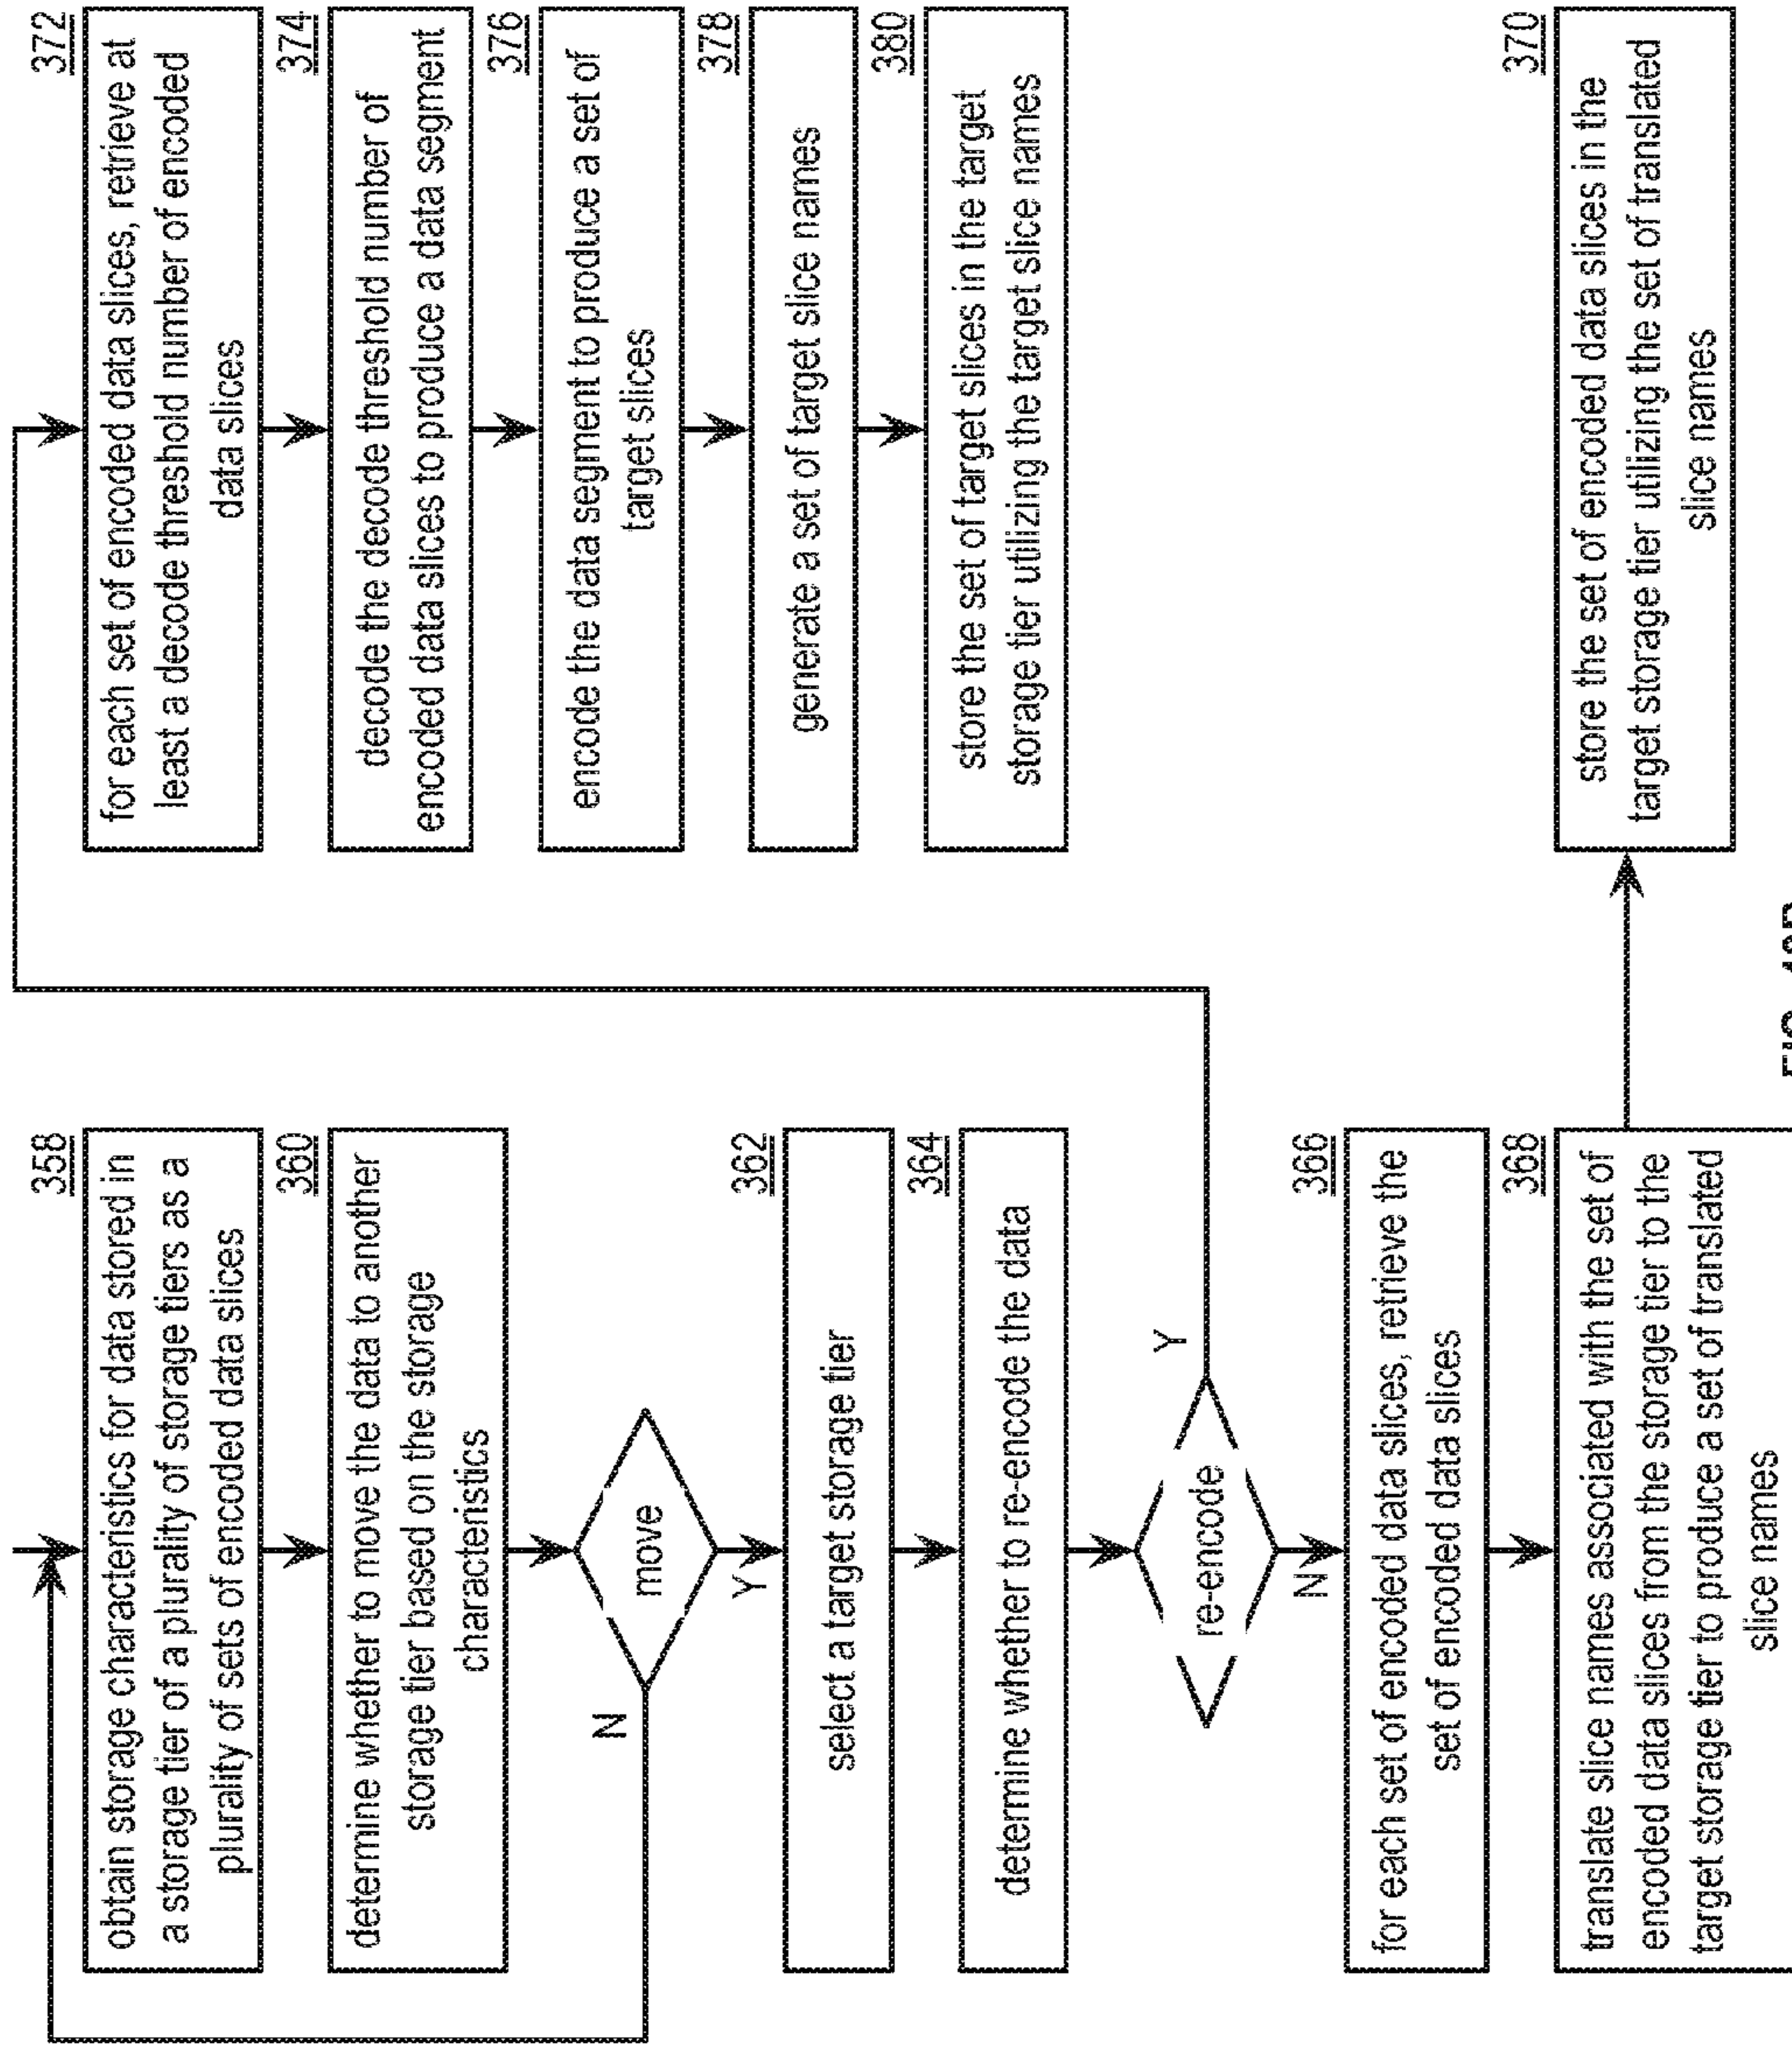 358
obtain storage characteristics for data stored in
a storage tier of a plurality of storage tiers as a
plurality of sets of encoded data slices
360
determine whether to move the data to another
storage tier based on the storage
characteristics
move
N
Y
362
select a target storage tier
364
determine whether to re-encode the data
re-encode
Y
N
366
for each set of encoded data slices, retrieve the
set of encoded data slices
368
translate slice names associated with the set of
encoded data slices from the storage tier to the
target storage tier to produce a set of translated
slice names
372
for each set of encoded data slices, retrieve at
least a decode threshold number of encoded
data slices
374
decode the decode threshold number of
encoded data slices to produce a data segment
376
encode the data segment to produce a set of
target slices
378
generate a set of target slice names
380
store the set of target slices in the target
storage tier utilizing the target slice names
370
store the set of encoded data slices in the
target storage tier utilizing the set of translated
slice names